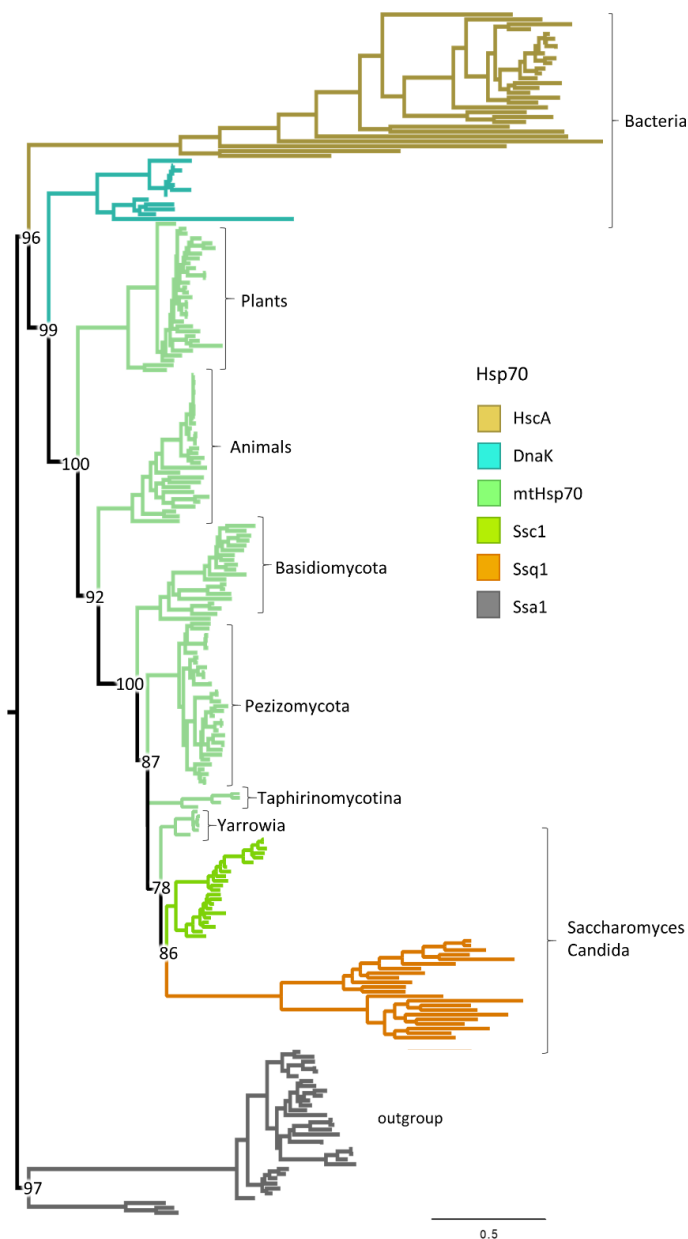 Bacteria
96
Plants
99
Hsp70
HscA
Animals
DnaK
100
mtHsp70
Ssc1
Basidiomycota
Ssq1
92
Ssa1
100
Pezizomycota
87
Taphirinomycotina
Yarrowia
78
Saccharomyces
Candida
86
outgroup
97
0.5